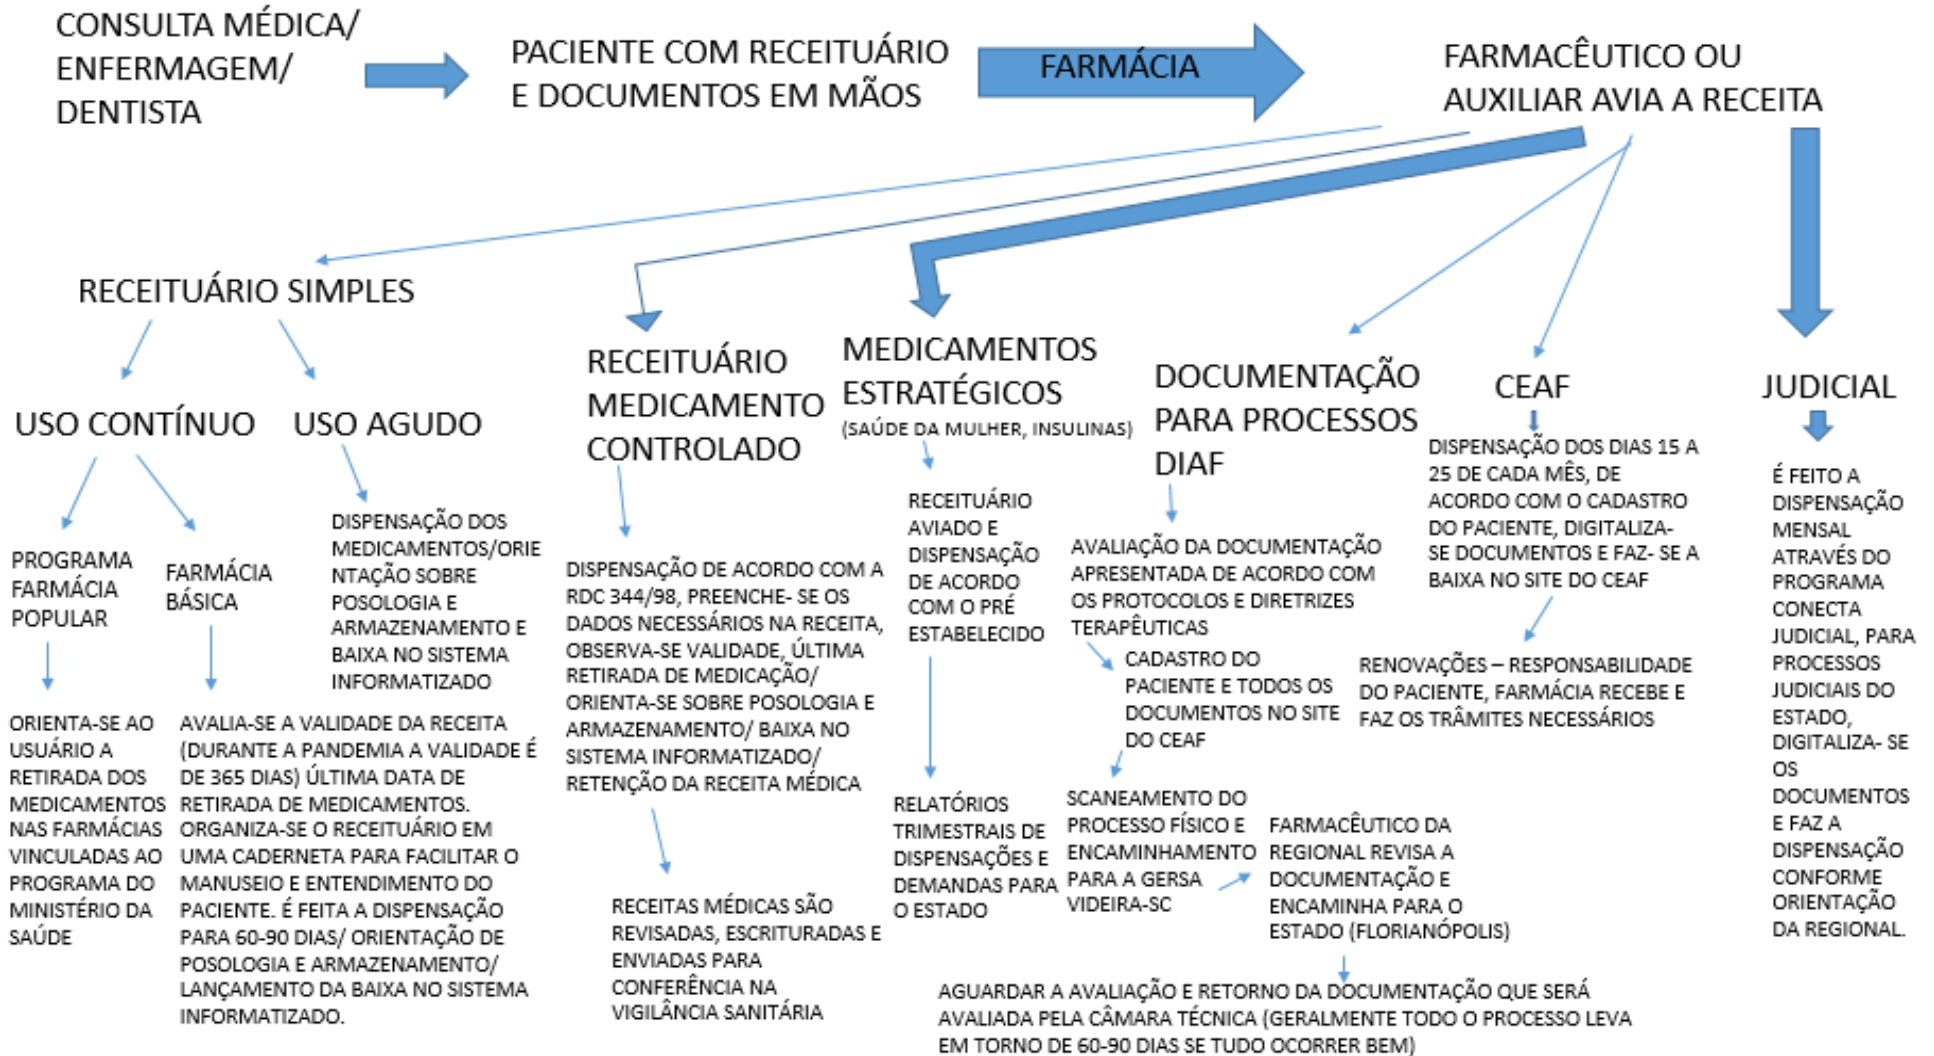 CONSULTA MÉDICA/
ENFERMAGEM/
DENTISTA
PACIENTE COM RECEITUÁRIO
E DOCUMENTOS EM MÃOS
FARMÁCIA
FARMACÊUTICO OU
AUXILIAR AVIA A RECEITA
RECEITUÁRIO SIMPLES
USO CONTÍNUO
PROGRAMA
FARMÁCIA
POPULAR
ORIENTA-SE AO
USUÁRIO A
RETIRADA DOS
MEDICAMENTOS
NAS FARMÁCIAS
VINCULADAS AO
PROGRAMA DO
MINISTÉRIO DA
SAÚDE
FARMÁCIA
BÁSICA
AVALIA-SE A VALIDADE DA RECEITA
(DURANTE A PANDEMIA A VALIDADE É
DE 365 DIAS) ÚLTIMA DATA DE
RETIRADA DE MEDICAMENTOS.
ORGANIZA-SE O RECEITUÁRIO EM
UMA CADERNETA PARA FACILITAR O
MANUSEIO E ENTENDIMENTO DO
PACIENTE. É FEITA A DISPENSAÇÃO
PARA 60-90 DIAS/ ORIENTAÇÃO DE
POSOLOGIA E ARMAZENAMENTO/
LANÇAMENTO DA BAIXA NO SISTEMA
INFORMATIZADO.
USO AGUDO
DISPENSAÇÃO DOS
MEDICAMENTOS/ORIE
NTAÇÃO SOBRE
POSOLOGIA E
ARMAZENAMENTO E
BAIXA NO SISTEMA
INFORMATIZADO
RECEITUÁRIO
MEDICAMENTO
CONTROLADO
DISPENSAÇÃO DE ACORDO COM A
RDC 344/98, PREENCHE- SE OS
DADOS NECESSÁRIOS NA RECEITA,
OBSERVA-SE VALIDADE, ÚLTIMA
RETIRADA DE MEDICAÇÃO/
ORIENTA-SE SOBRE POSOLOGIA E
ARMAZENAMENTO/ BAIXA NO
SISTEMA INFORMATIZADO/
RETENÇÃO DA RECEITA MÉDICA
RECEITAS MÉDICAS SÃO
REVISADAS, ESCRITURADAS E
ENVIADAS PARA
CONFERÊNCIA NA
VIGILÂNCIA SANITÁRIA
MEDICAMENTOS
ESTRATÉGICOS
(SAÚDE DA MULHER, INSULINAS)
RECEITUÁRIO
AVIADO E
DISPENSAÇÃO
DE ACORDO
COM O PRÉ
ESTABELECIDO
RELATÓRIOS
TRIMESTRAIS DE
DISPENSAÇÕES E
DEMANDAS PARA
O ESTADO
DOCUMENTAÇÃO
PARA PROCESSOS
DIAF
AVALIAÇÃO DA DOCUMENTAÇÃO
APRESENTADA DE ACORDO COM
OS PROTOCOLOS E DIRETRIZES
TERAPÊUTICAS
CADASTRO DO
PACIENTE E TODOS OS
DOCUMENTOS NO SITE
DO CEAF
SCANEAMENTO DO
PROCESSO FÍSICO E
ENCAMINHAMENTO
PARA A GERSA
VIDEIRA-SC
FARMACÊUTICO DA
REGIONAL REVISA A
DOCUMENTAÇÃO E
ENCAMINHA PARA O
ESTADO (FLORIANÓPOLIS)
AGUARDAR A AVALIAÇÃO E RETORNO DA DOCUMENTAÇÃO QUE SERÁ
AVALIADA PELA CÂMARA TÉCNICA (GERALMENTE TODO O PROCESSO LEVA
EM TORNO DE 60-90 DIAS SE TUDO OCORRER BEM)
CEAF
DISPENSAÇÃO DOS DIAS 15 A
25 DE CADA MÊS, DE
ACORDO COM O CADASTRO
DO PACIENTE, DIGITALIZA-
SE DOCUMENTOS E FAZ- SE A
BAIXA NO SITE DO CEAF
RENOVAÇÕES – RESPONSABILIDADE
DO PACIENTE, FARMÁCIA RECEBE E
FAZ OS TRÂMITES NECESSÁRIOS
JUDICIAL
É FEITO A
DISPENSAÇÃO
MENSAL
ATRAVÉS DO
PROGRAMA
CONECTA
JUDICIAL, PARA
PROCESSOS
JUDICIAIS DO
ESTADO,
DIGITALIZA- SE
OS
DOCUMENTOS
E FAZ A
DISPENSAÇÃO
CONFORME
ORIENTAÇÃO
DA REGIONAL.